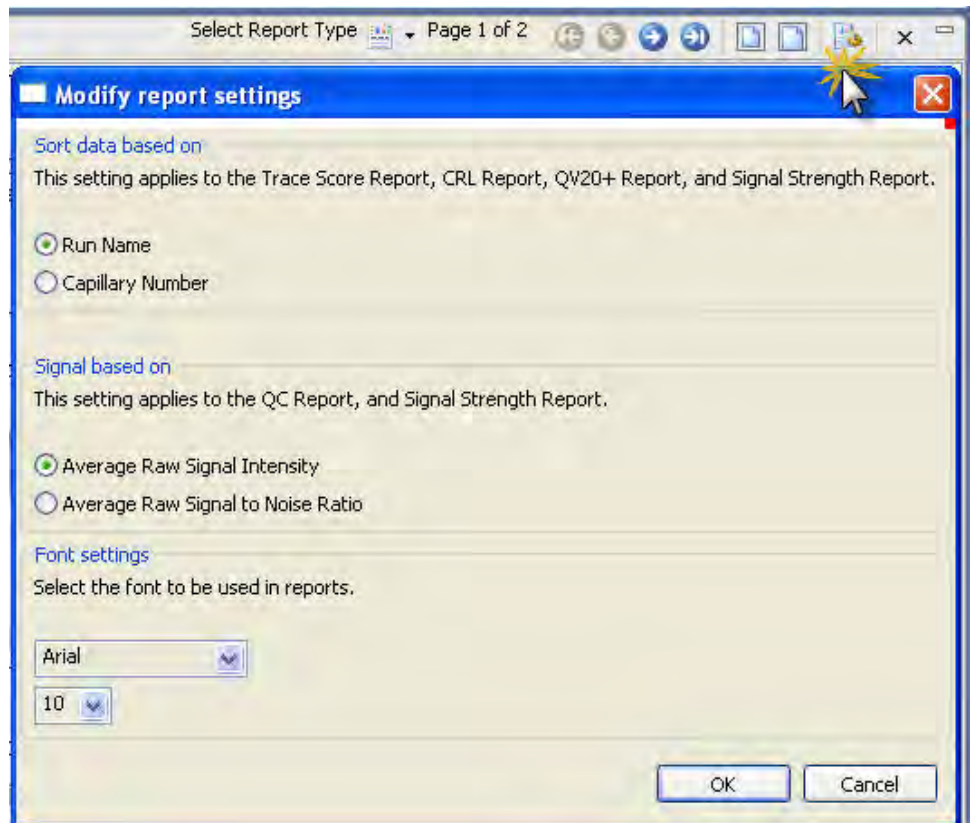 Select Report Type Page 1 of 2
Modify report settings
Sort data based on
This setting applies to the Trace Score Report, CRL Report, QV20+ Report, and Signal Strength Report.
Run Name
Capillary Number
Signal based on
This setting applies to the QC Report, and Signal Strength Report.
Average Raw Signal Intensity
Average Raw Signal to Noise Ratio
Font settings
Select the font to be used in reports.
Arial
10
OK Cancel